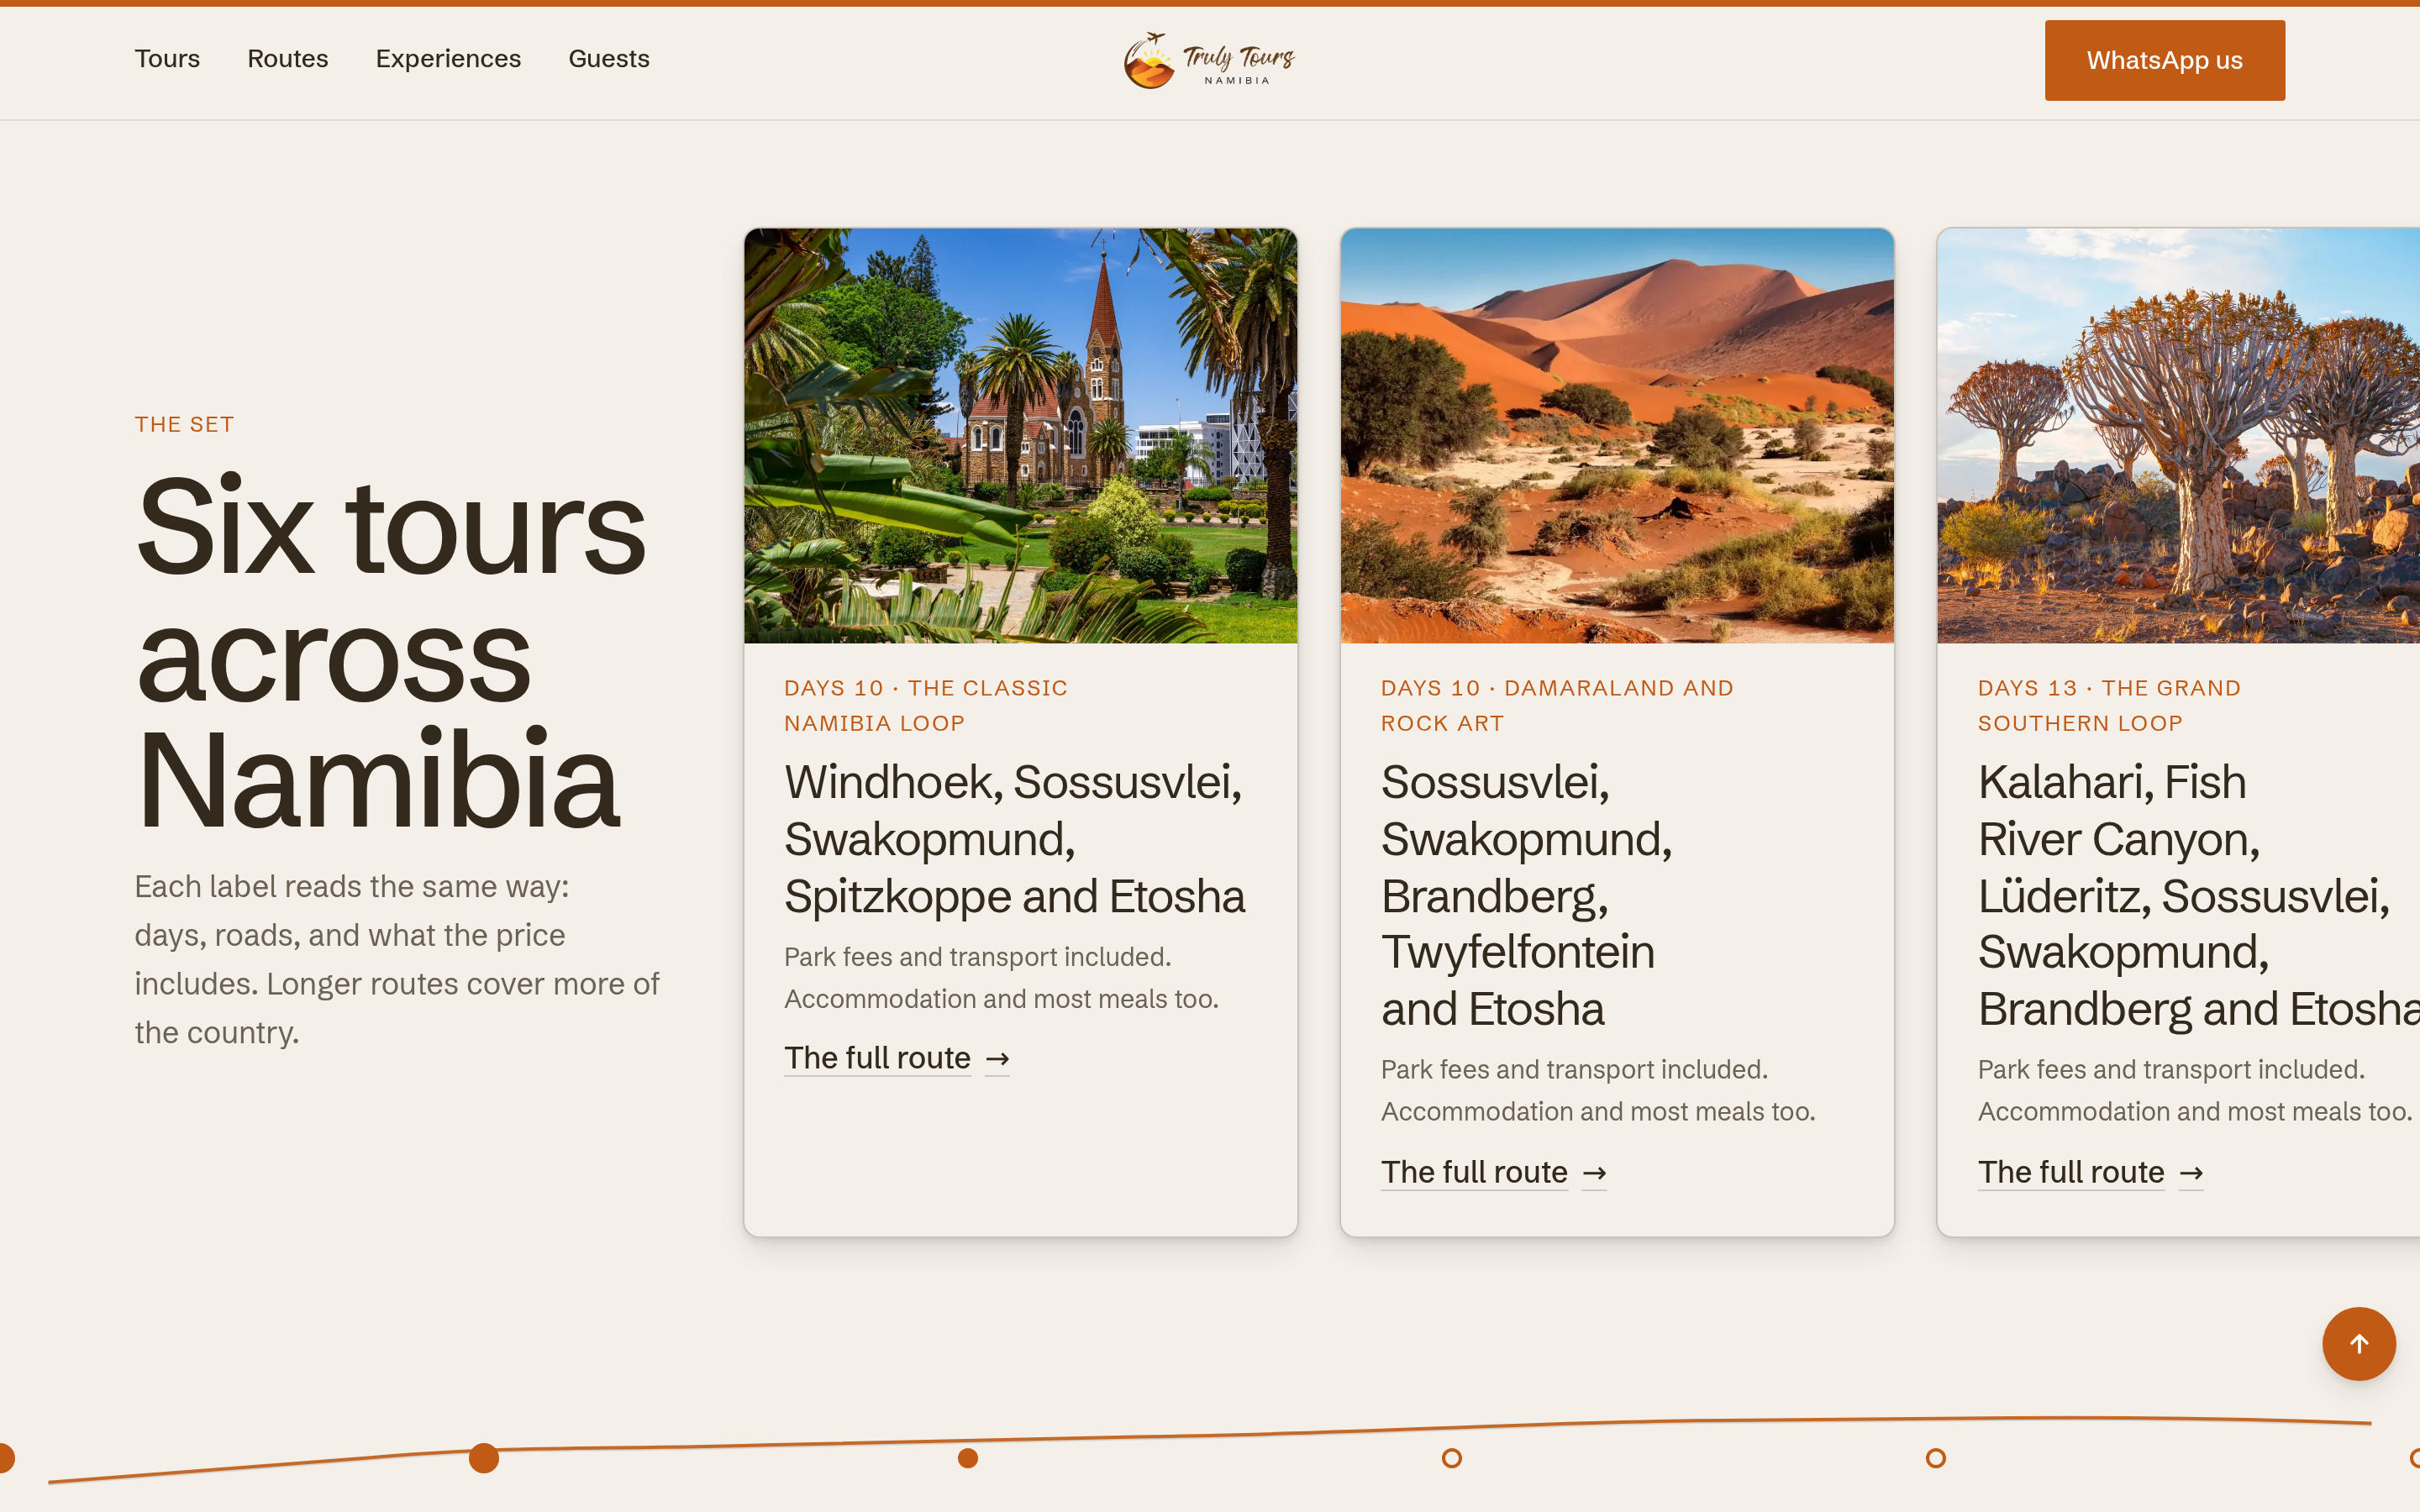 Tours
Routes
Experiences
Guests
Truly Tours
NAMIBIA
WhatsApp us
THE SET
Six tours
across
Namibia
Each label reads the same way:
days, roads, and what the price
includes. Longer routes cover more of
the country.
DAYS 10 · THE CLASSIC
NAMIBIA LOOP
Windhoek, Sossusvlei,
Swakopmund,
Spitzkoppe and Etosha
Park fees and transport included.
Accommodation and most meals too.
The full route →
DAYS 10 · DAMARALAND AND
ROCK ART
Sossusvlei,
Swakopmund,
Brandberg,
Twyfelfontein
and Etosha
Park fees and transport included.
Accommodation and most meals too.
The full route →
DAYS 13 · THE GRAND
SOUTHERN LOOP
Kalahari, Fish
River Canyon,
Lüderitz, Sossusvlei,
Swakopmund,
Brandberg and Etosha
Park fees and transport included.
Accommodation and most meals too.
The full route →